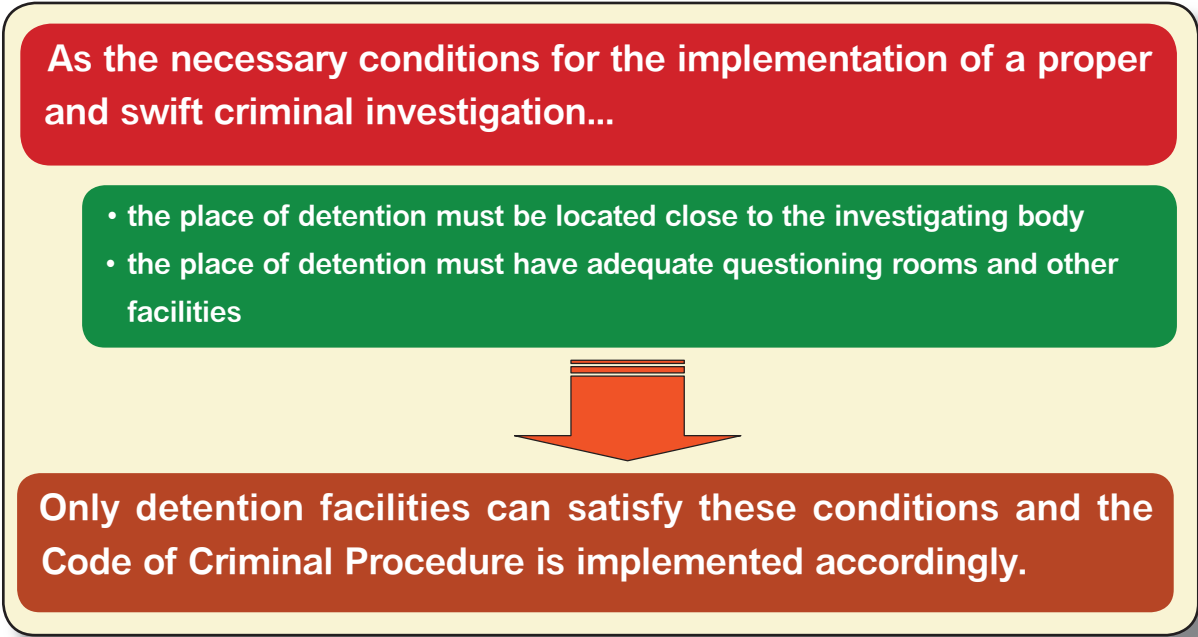 As the necessary conditions for the implementation of a proper
and swift criminal investigation...
• the place of detention must be located close to the investigating body
• the place of detention must have adequate questioning rooms and other
facilities
Only detention facilities can satisfy these conditions and the
Code of Criminal Procedure is implemented accordingly.